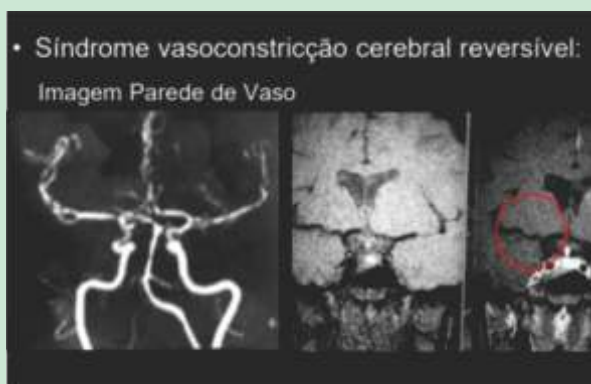 • Síndrome vasoconstricção cerebral reversível:
Imagem Parede de Vaso